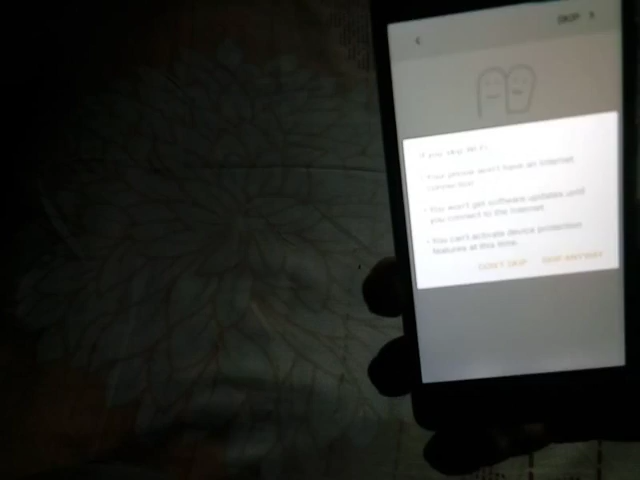 SKIP
If you skip Wi-Fi,
• Your phone won't have an Internet
connection
• You won't get software updates until
you connect to the Internet.
• You can't activate device protection
features at this time.
DON'T SKIP SKIP ANYWAY